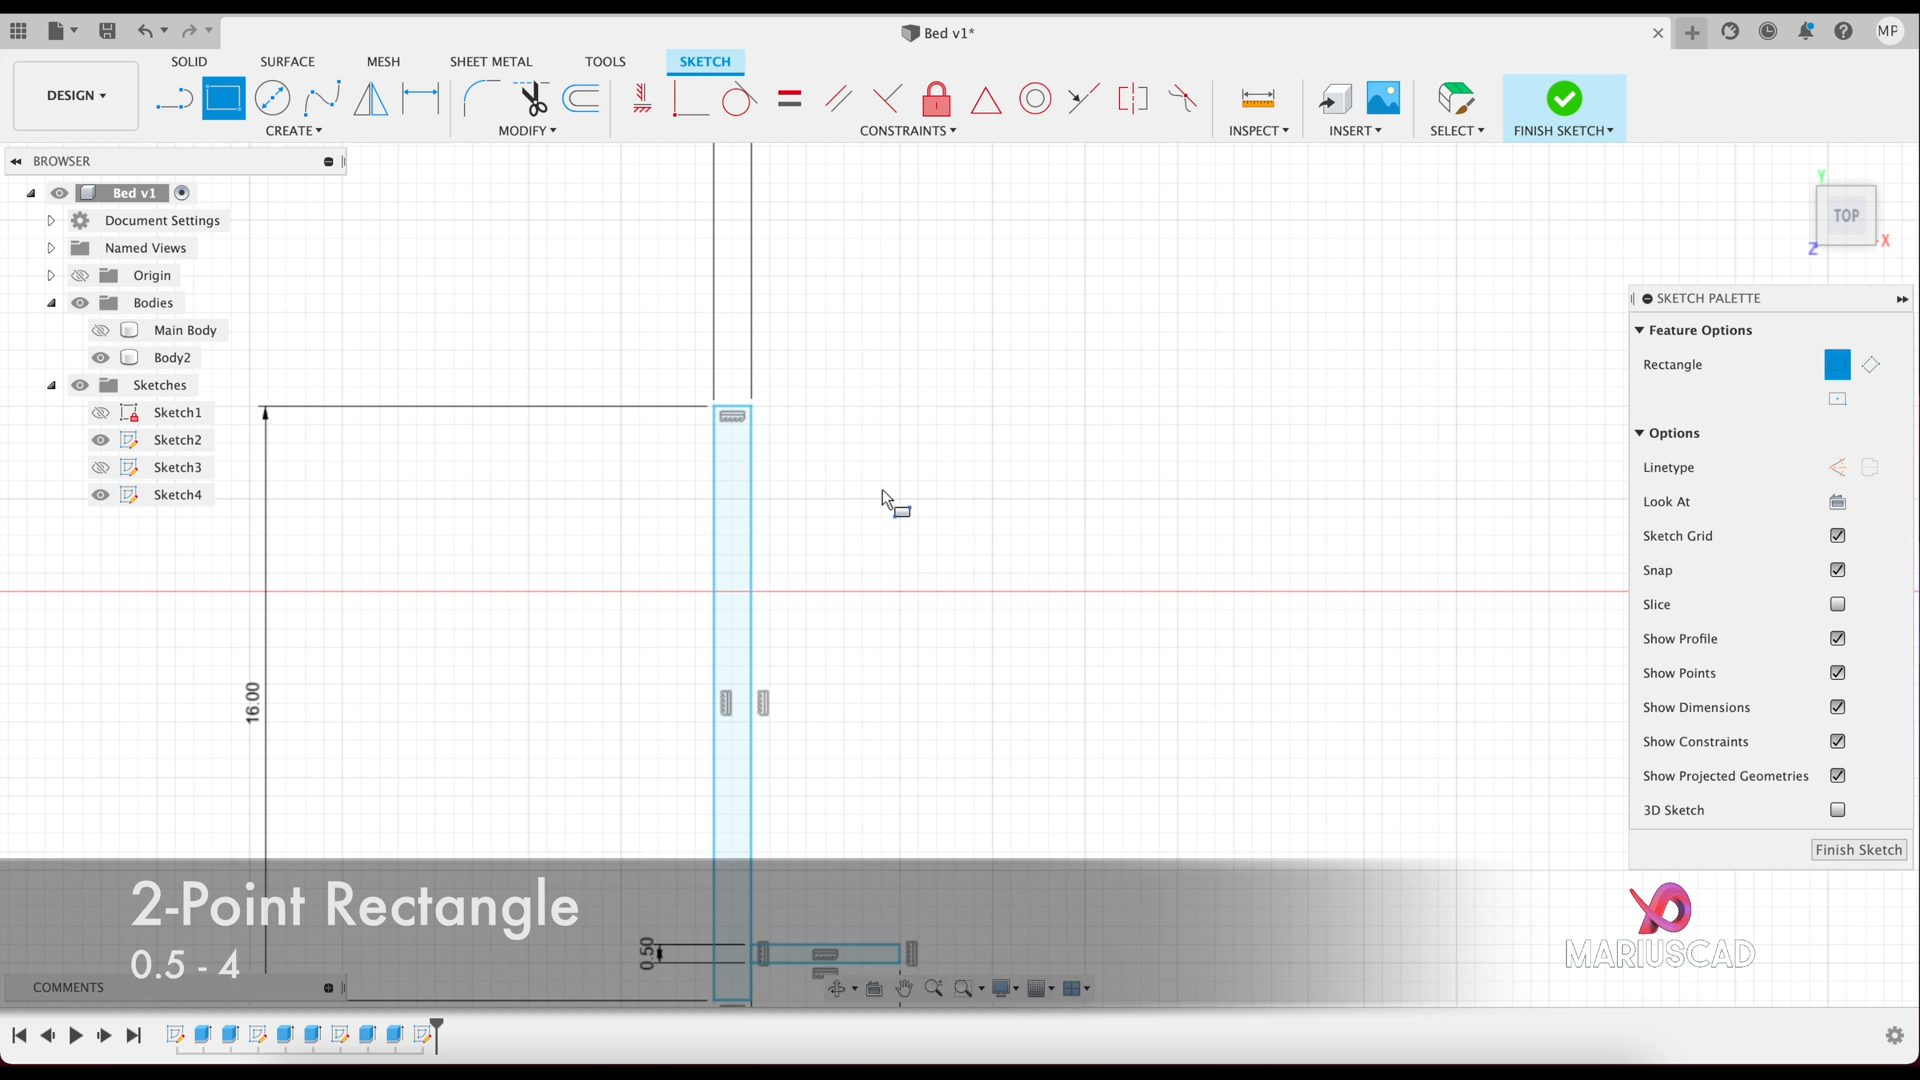 Bed v1*
MP
SOLID
SURFACE
MESH
SHEET METAL
TOOLS
SKETCH
DESIGN
CREATE
MODIFY
CONSTRAINTS
INSPECT
INSERT
SELECT
FINISH SKETCH
BROWSER
Bed v1
Document Settings
Named Views
Origin
Bodies
Main Body
Body2
Sketches
Sketch1
Sketch2
Sketch3
Sketch4
16.00
0.50
Y
TOP
X
Z
SKETCH PALETTE
Feature Options
Rectangle
Options
Linetype
Look At
Sketch Grid
Snap
Slice
Show Profile
Show Points
Show Dimensions
Show Constraints
Show Projected Geometries
3D Sketch
Finish Sketch
2-Point Rectangle
0.5 - 4
MARIUSCAD
COMMENTS